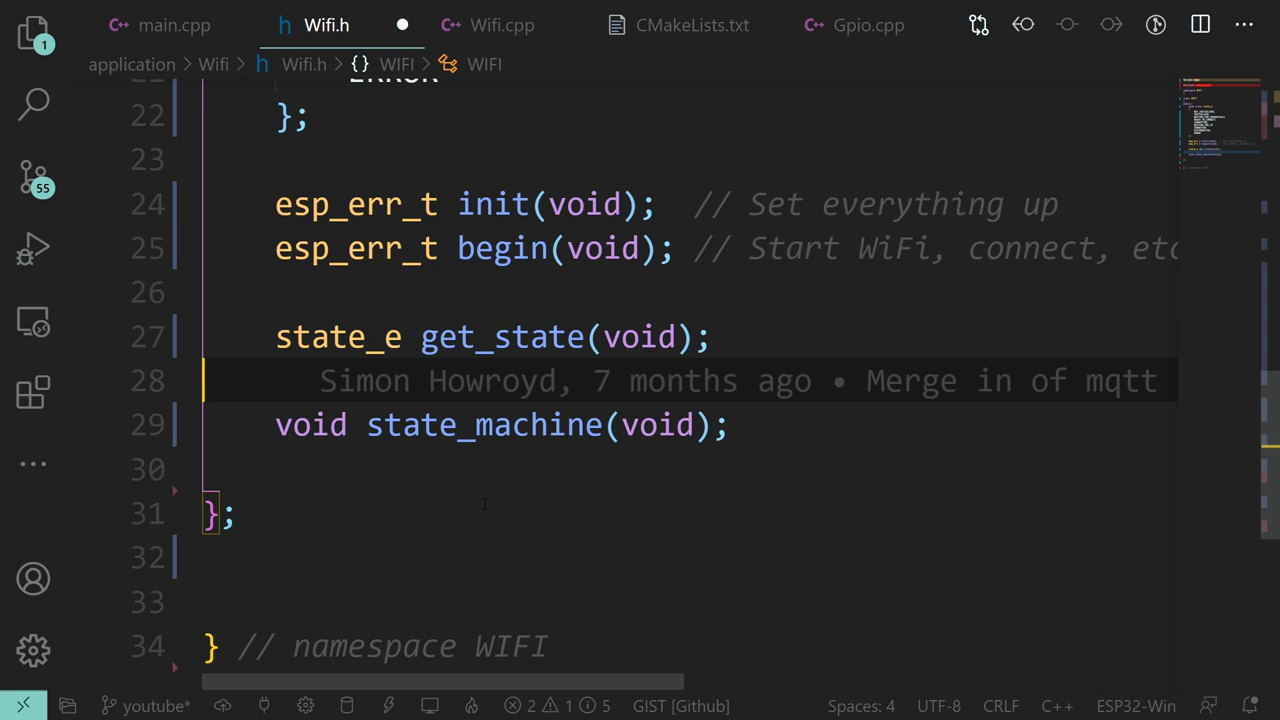 main.cpp Wifi.h Wifi.cpp CMakeLists.txt Gpio.cpp
application > Wifi > Wifi.h > {} WIFI > WIFI
21 ERROR
22 };
23
24 esp_err_t init(void); // Set everything up
25 esp_err_t begin(void); // Start WiFi, connect, etc
26
27 state_e get_state(void);
28 Simon Howroyd, 7 months ago • Merge in of mqtt
29 void state_machine(void);
30
31 };
32
33
34 } // namespace WIFI
1
55
youtube* 2 1 5 GIST [Github] Spaces: 4 UTF-8 CRLF C++ ESP32-Win